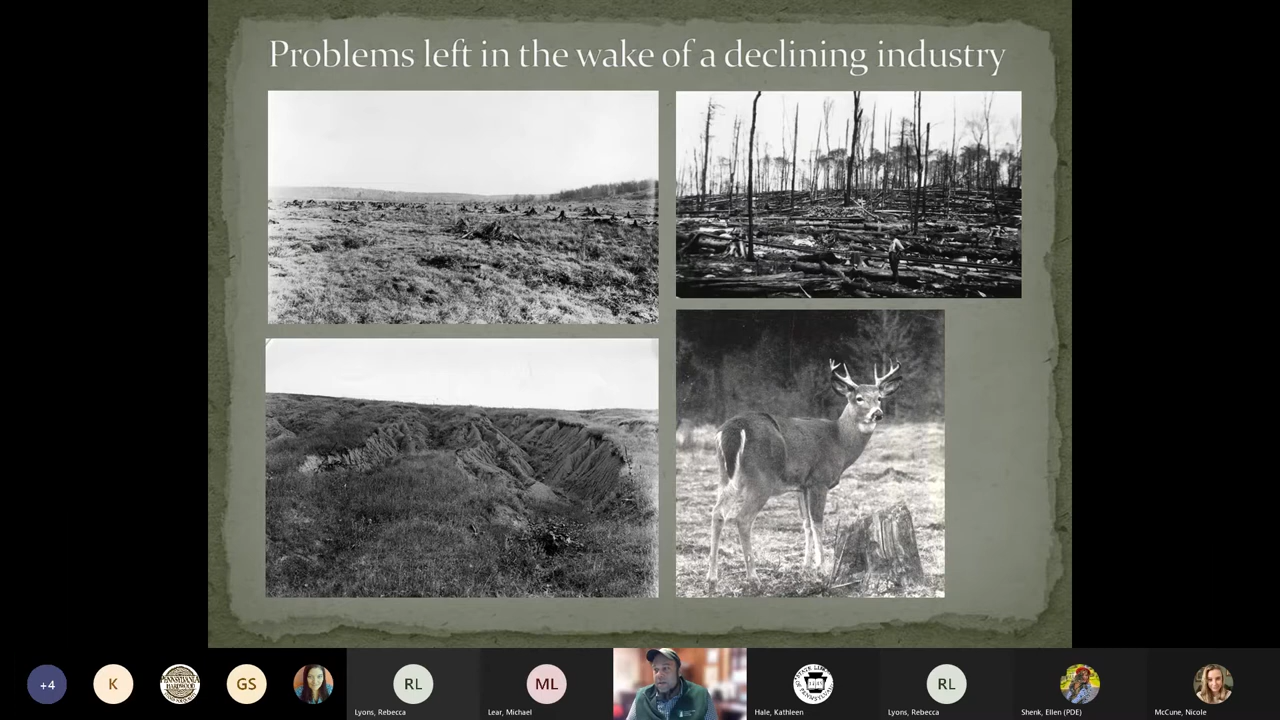 Problems left in the wake of a declining industry
+4
K
GS
RL
ML
RL
Lyons, Rebecca
Lear, Michael
Hale, Kathleen
Lyons, Rebecca
Shenk, Ellen (PDE)
McCune, Nicole